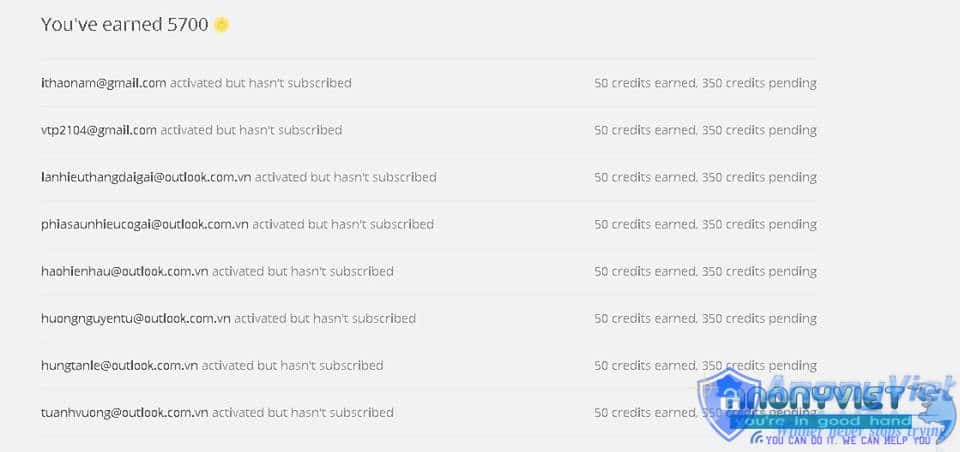 You've earned 5700
ithaonam@gmail.com activated but hasn't subscribed 50 credits earned, 350 credits pending
vtp2104@gmail.com activated but hasn't subscribed 50 credits earned, 350 credits pending
lanhieuthangdaigai@outlook.com.vn activated but hasn't subscribed 50 credits earned, 350 credits pending
phiasaunhieucogai@outlook.com.vn activated but hasn't subscribed 50 credits earned, 350 credits pending
haohienhau@outlook.com.vn activated but hasn't subscribed 50 credits earned, 350 credits pending
huongnguyentu@outlook.com.vn activated but hasn't subscribed 50 credits earned, 350 credits pending
hungtanle@outlook.com.vn activated but hasn't subscribed 50 credits earned, 350 credits pending
tuanhvuong@outlook.com.vn activated but hasn't subscribed 50 credits earned, 350 credits pending
AnonyViet
ANONYVIET
you're in good hand
Winner never stops trying
YOU CAN DO IT, WE CAN HELP YOU